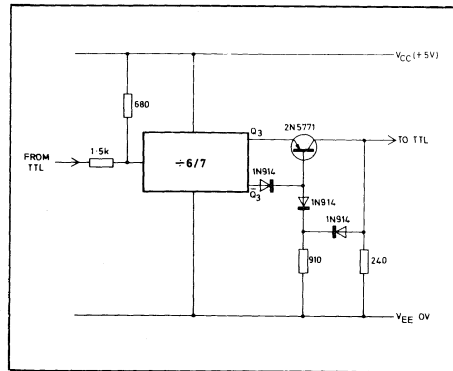 VCC (+5V)
680
2N5771
Q3
TO TTL
1·5k
FROM
TTL
÷6/7
1N914
Q̅3
1N914
1N914
910
240
VEE 0V